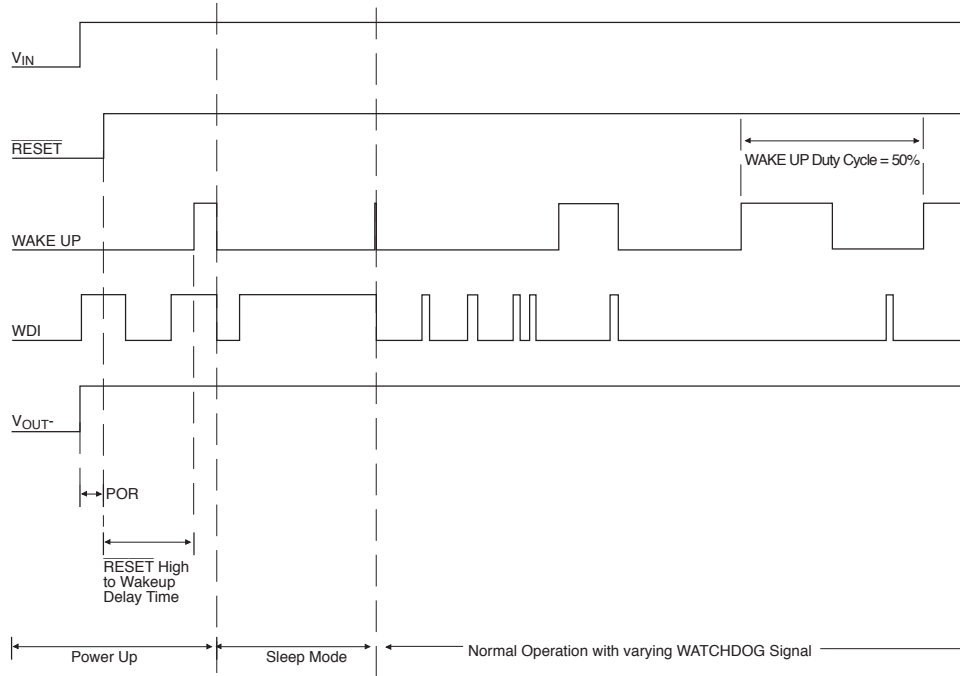 VIN
RESET
WAKE UP Duty Cycle = 50%
WAKE UP
WDI
VOUT-
POR
RESET High
to Wakeup
Delay Time
Power Up
Sleep Mode
Normal Operation with varying WATCHDOG Signal